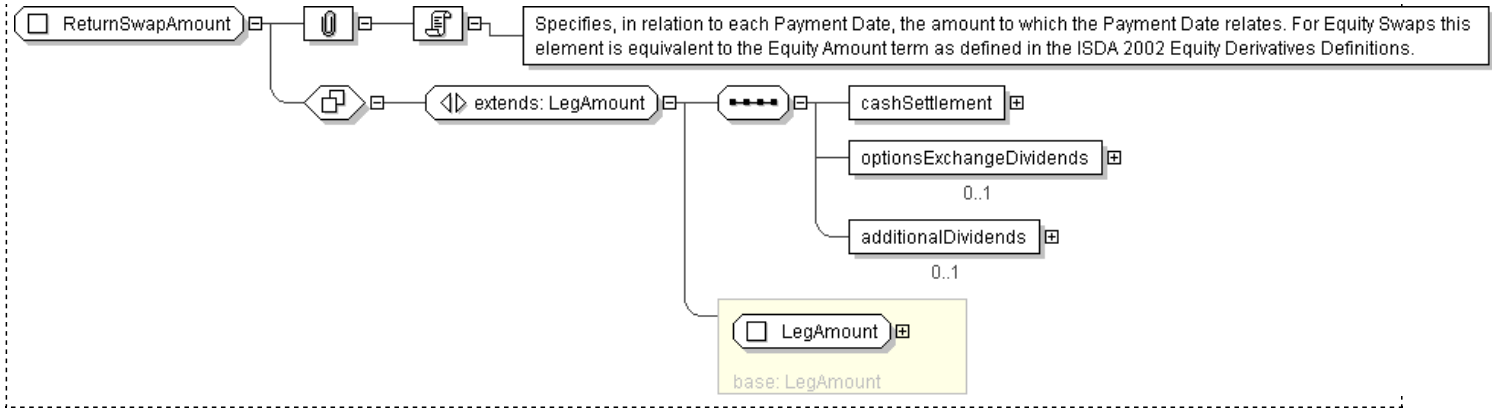 ReturnSwapAmount
Specifies, in relation to each Payment Date, the amount to which the Payment Date relates. For Equity Swaps this
element is equivalent to the Equity Amount term as defined in the ISDA 2002 Equity Derivatives Definitions.
extends: LegAmount
cashSettlement
optionsExchangeDividends
0..1
additionalDividends
0..1
LegAmount
base: LegAmount